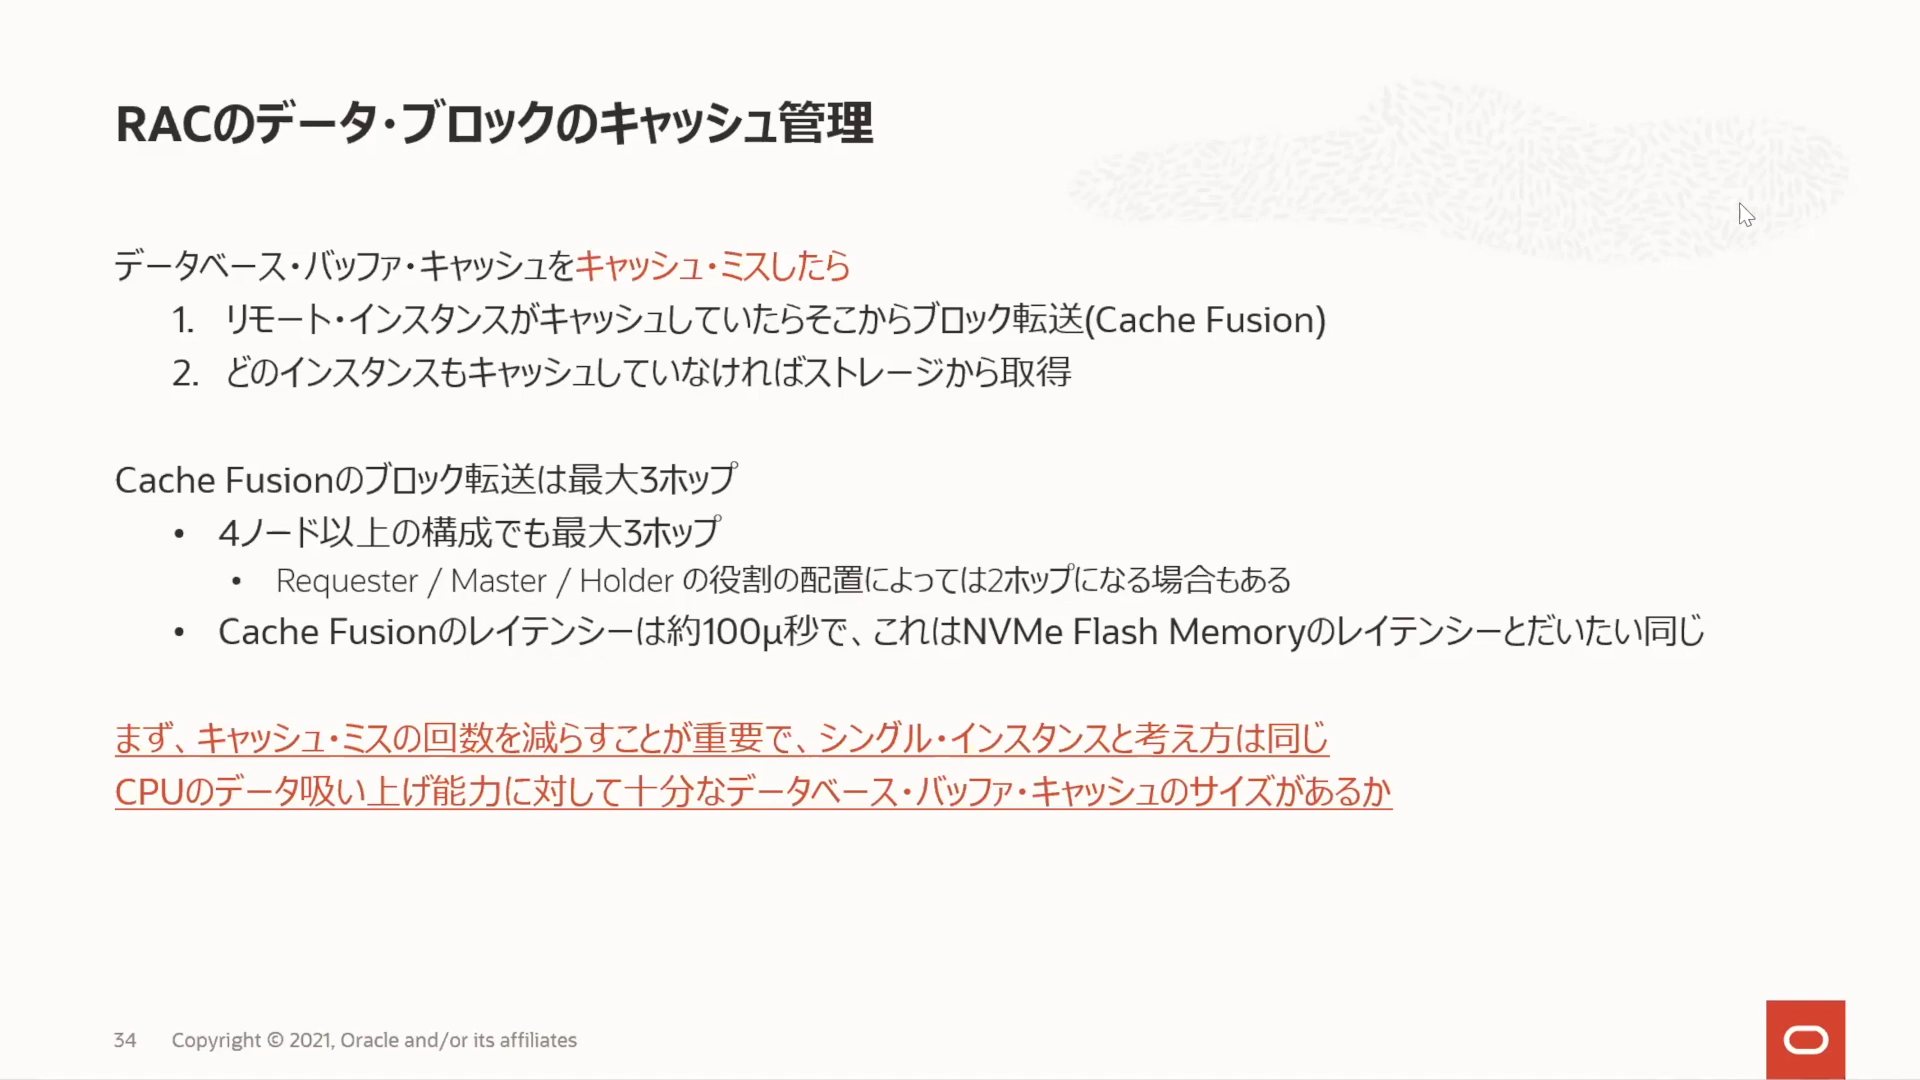 RACのデータ・ブロックのキャッシュ管理
データベース・バッファ・キャッシュをキャッシュ・ミスしたら
1. リモート・インスタンスがキャッシュしていたらそこからブロック転送(Cache Fusion)
2. どのインスタンスもキャッシュしていなければストレージから取得
Cache Fusionのブロック転送は最大3ホップ
• 4ノード以上の構成でも最大3ホップ
• Requester / Master / Holder の役割の配置によっては2ホップになる場合もある
• Cache Fusionのレイテンシーは約100μ秒で、これはNVMe Flash Memoryのレイテンシーとだいたい同じ
まず、キャッシュ・ミスの回数を減らすことが重要で、シングル・インスタンスと考え方は同じ
CPUのデータ吸い上げ能力に対して十分なデータベース・バッファ・キャッシュのサイズがあるか
34 Copyright © 2021, Oracle and/or its affiliates